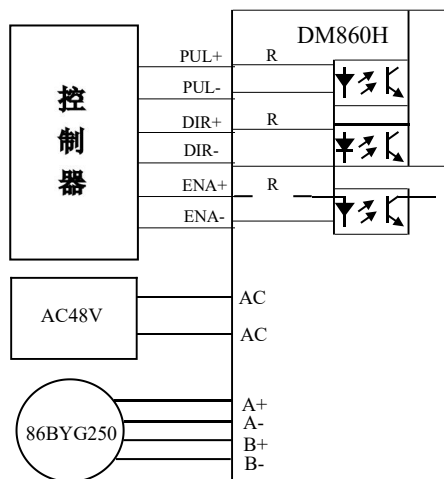 DM860H
控
制
器
PUL+ R
PUL-
DIR+ R
DIR-
ENA+ R
ENA-
AC48V
AC
AC
86BYG250
A+
A-
B+
B-